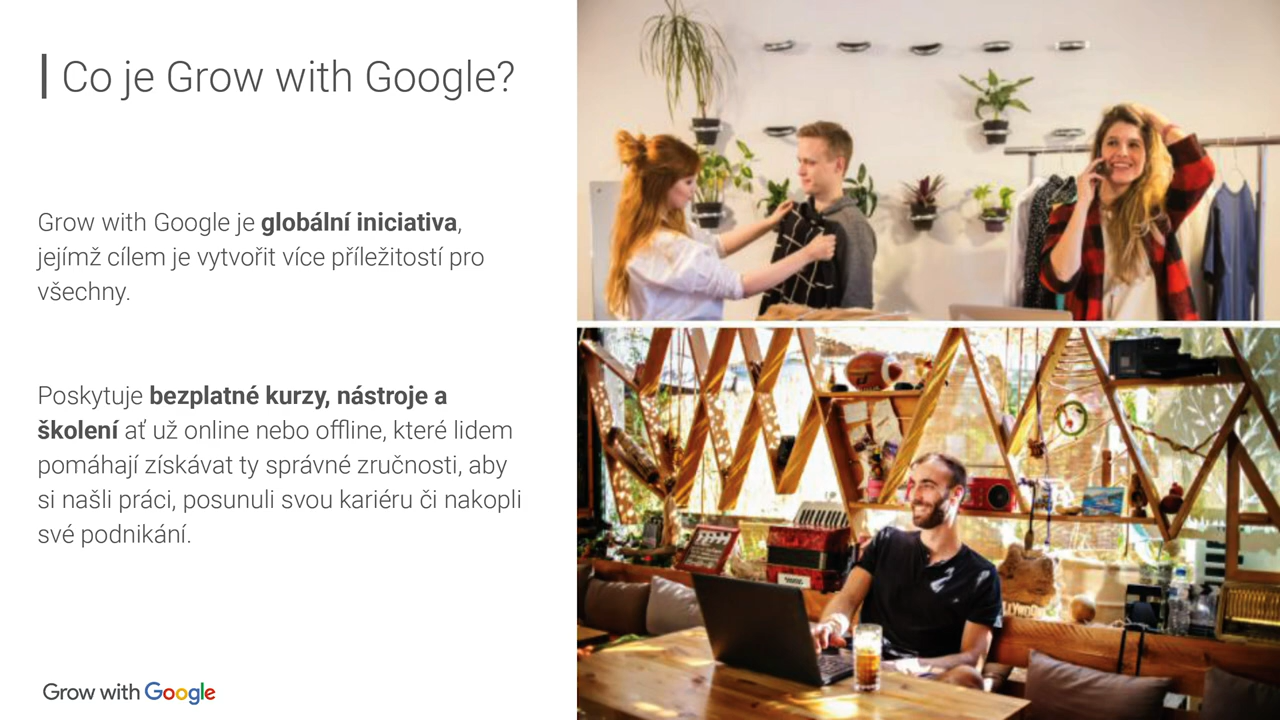 Co je Grow with Google?
Grow with Google je globální iniciativa,
jejímž cílem je vytvořit více příležitostí pro
všechny.
Poskytuje bezplatné kurzy, nástroje a
školení ať už online nebo offline, které lidem
pomáhají získávat ty správné zručnosti, aby
si našli práci, posunuli svou kariéru či nakopli
své podnikání.
Grow with Google